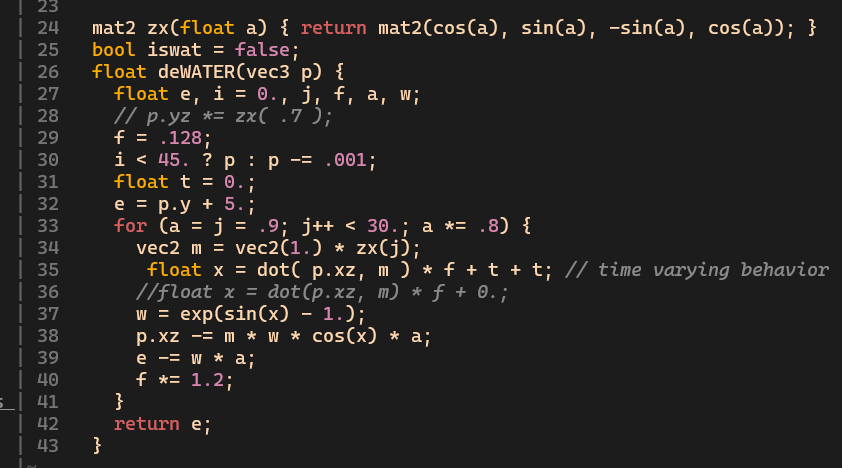 23
24 mat2 zx(float a) { return mat2(cos(a), sin(a), -sin(a), cos(a)); }
25 bool iswat = false;
26 float deWATER(vec3 p) {
27   float e, i = 0., j, f, a, w;
28   // p.yz *= zx( .7 );
29   f = .128;
30   i < 45. ? p : p -= .001;
31   float t = 0.;
32   e = p.y + 5.;
33   for (a = j = .9; j++ < 30.; a *= .8) {
34     vec2 m = vec2(1.) * zx(j);
35      float x = dot( p.xz, m ) * f + t + t; // time varying behavior
36     //float x = dot(p.xz, m) * f + 0.;
37     w = exp(sin(x) - 1.);
38     p.xz -= m * w * cos(x) * a;
39     e -= w * a;
40     f *= 1.2;
s 41   }
42   return e;
43 }
~